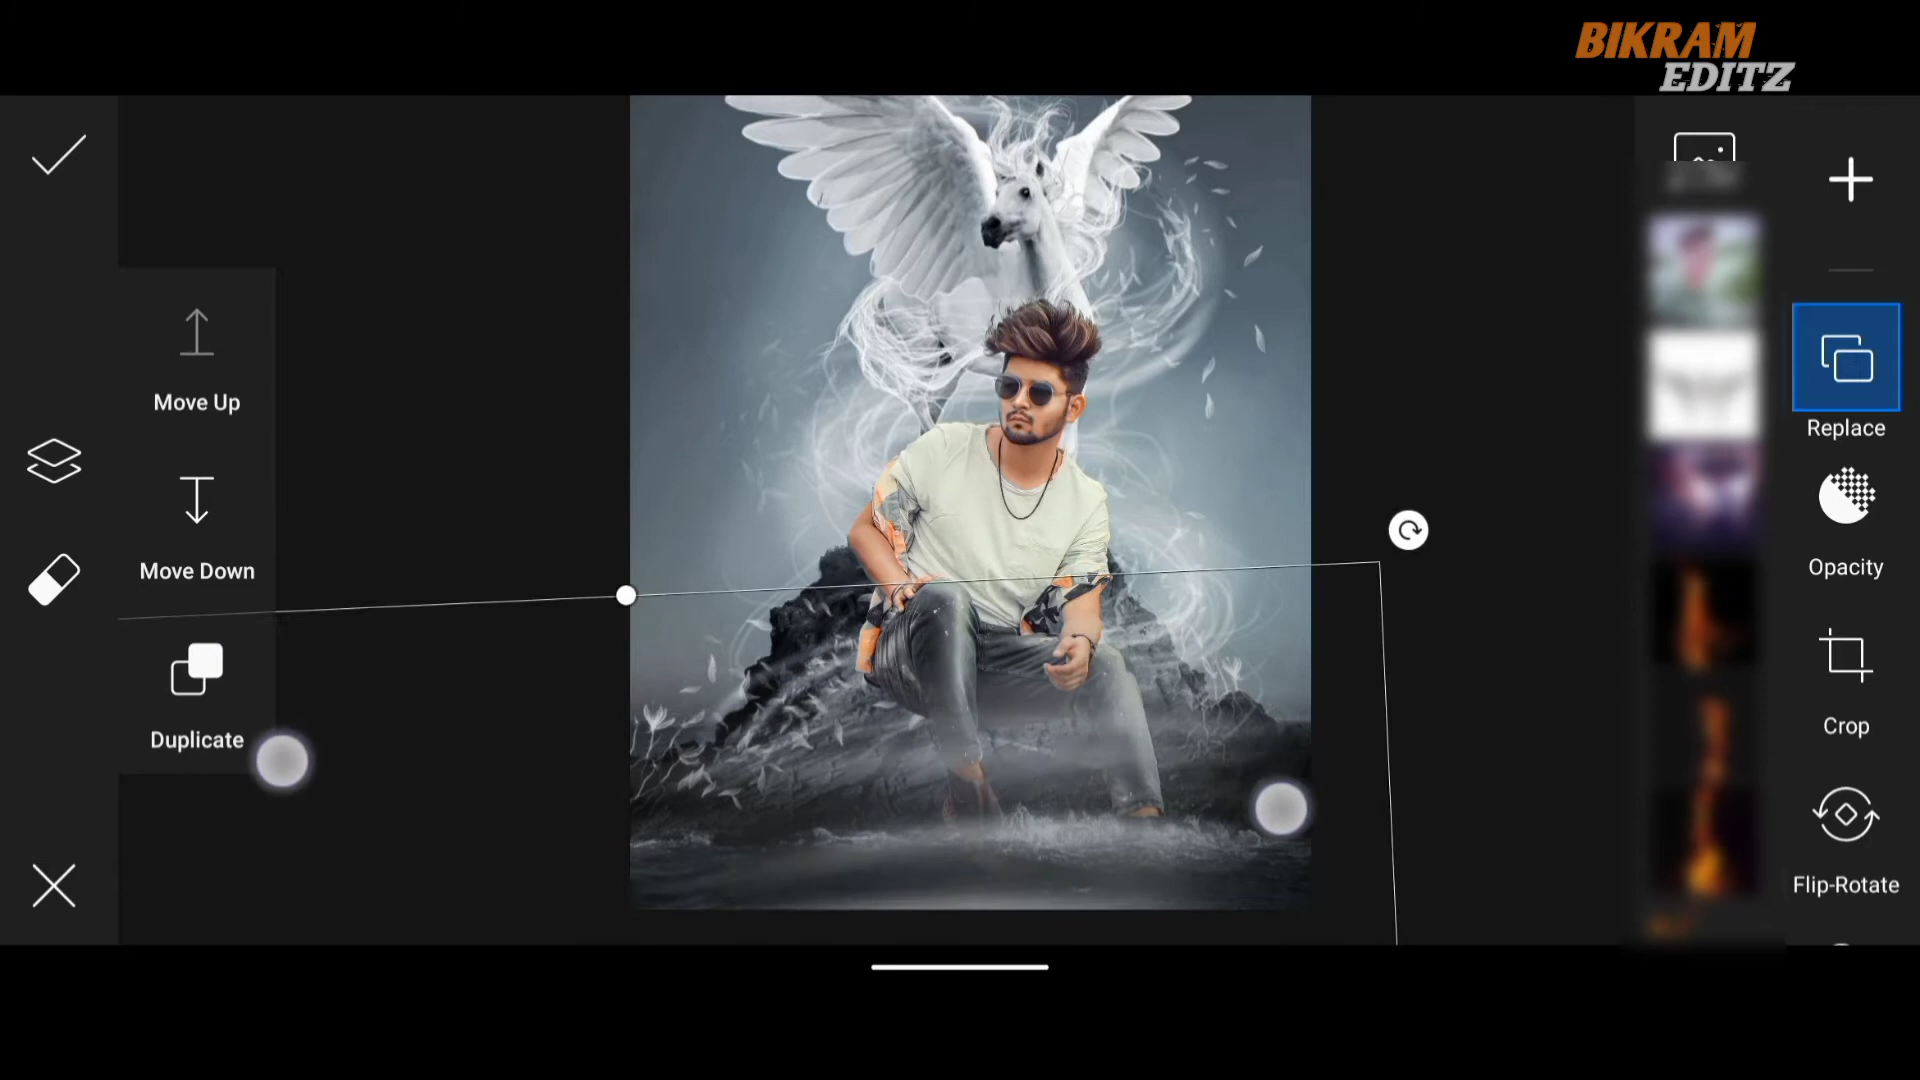 BIKRAM
EDITZ
Move Up
Move Down
Duplicate
Replace
Opacity
Crop
Flip-Rotate